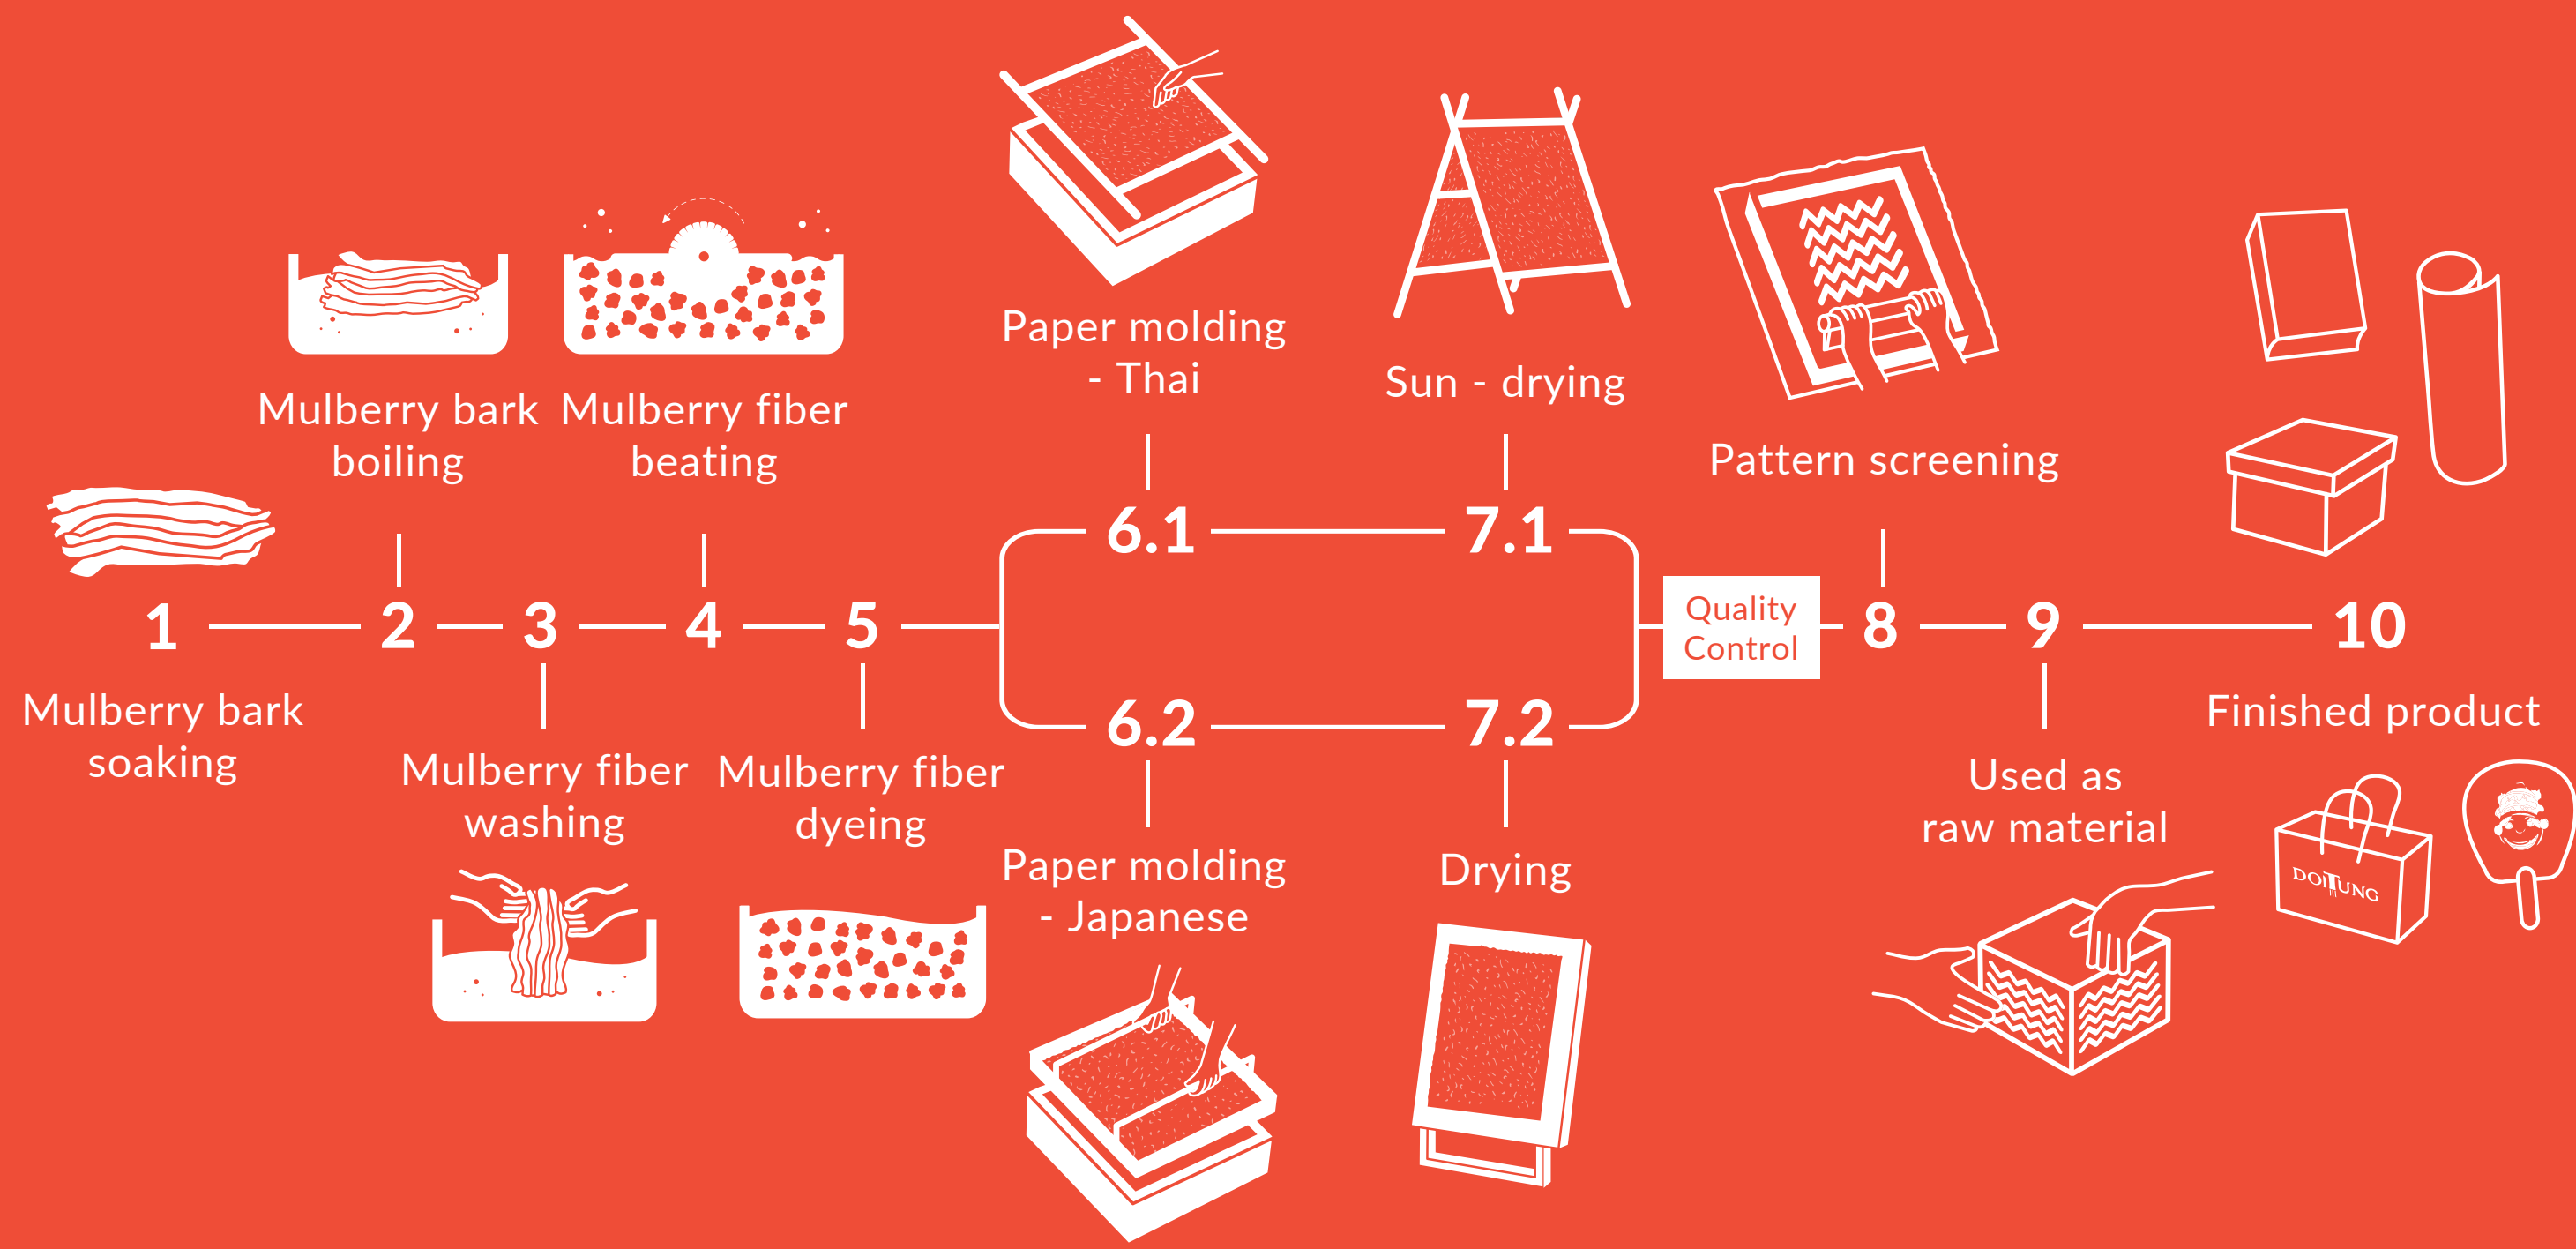 1
Mulberry bark
soaking
Mulberry bark
boiling
2
3
Mulberry fiber
washing
Mulberry fiber
beating
4
5
Mulberry fiber
dyeing
Paper molding
- Thai
6.1
Sun - drying
7.1
6.2
Paper molding
- Japanese
7.2
Drying
Quality
Control
Pattern screening
8
9
Used as
raw material
10
Finished product
DOITUNG